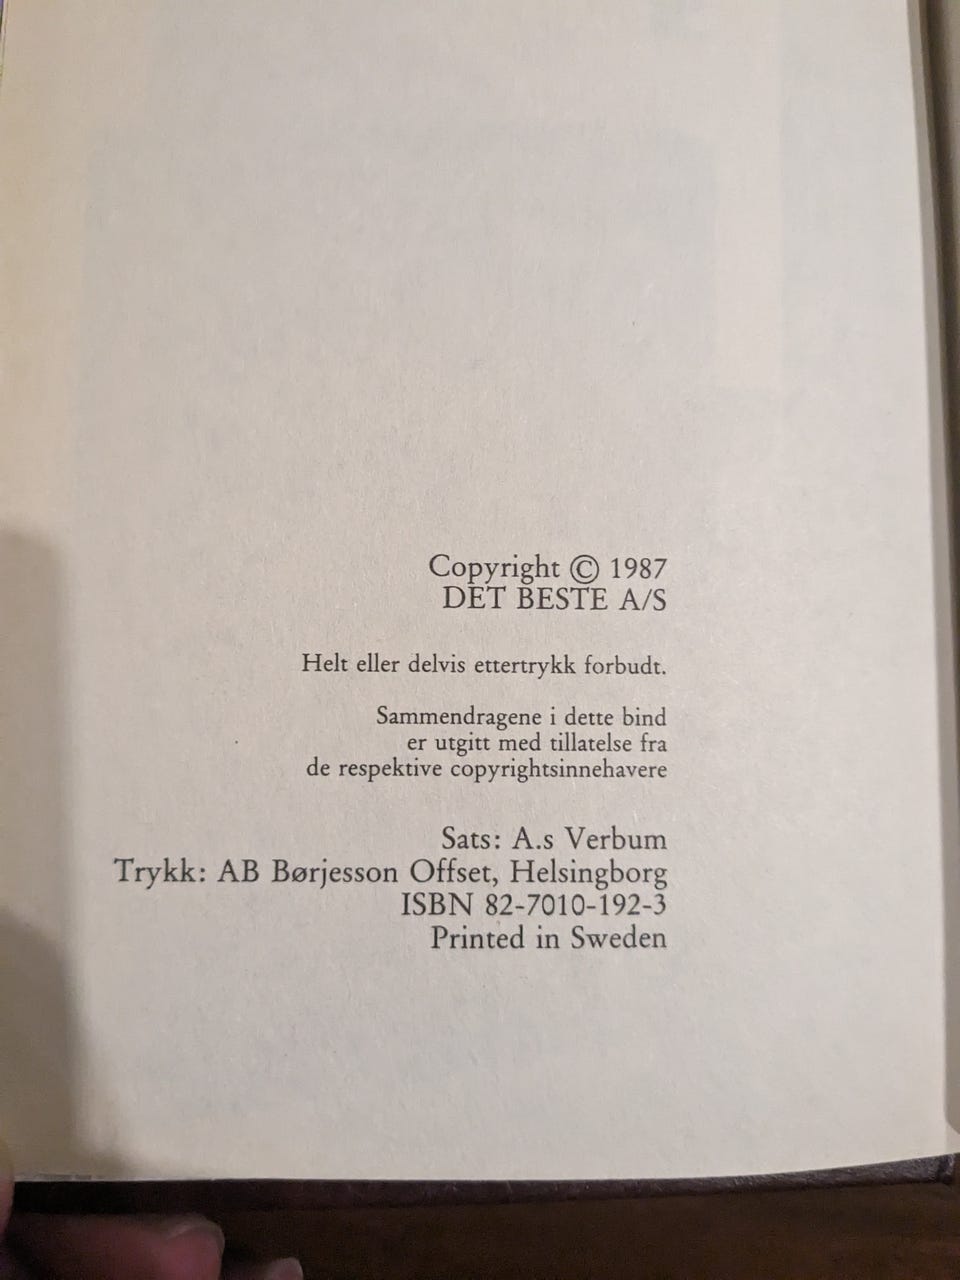 Copyright © 1987
DET BESTE A/S
Helt eller delvis ettertrykk forbudt.
Sammendragene i dette bind
er utgitt med tillatelse fra
de respektive copyrightsinnehavere
Sats: A.s Verbum
Trykk: AB Børjesson Offset, Helsingborg
ISBN 82-7010-192-3
Printed in Sweden